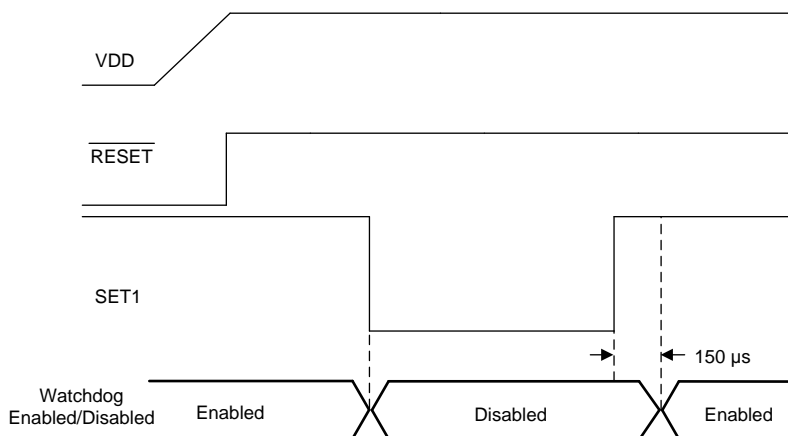 VDD
RESET
SET1
150 µs
Watchdog
Enabled/Disabled
Enabled
Disabled
Enabled